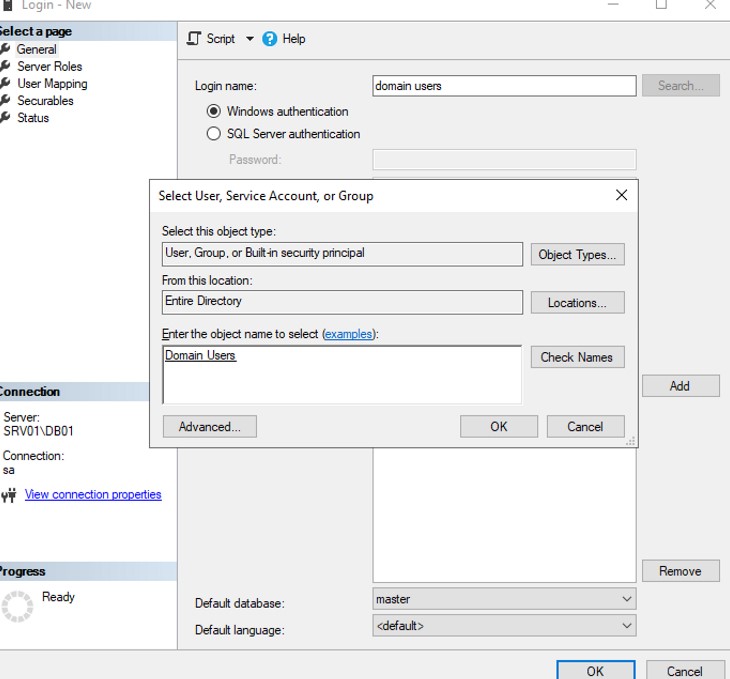 Login - New
Select a page
General
Server Roles
User Mapping
Securables
Status
Script
Help
Login name:
domain users
Search...
Windows authentication
SQL Server authentication
Password:
Select User, Service Account, or Group
Select this object type:
User, Group, or Built-in security principal
Object Types...
From this location:
Entire Directory
Locations...
Enter the object name to select (examples):
Domain Users
Check Names
Advanced...
OK
Cancel
Add
Connection
Server:
SRV01\DB01
Connection:
sa
View connection properties
Progress
Ready
Remove
Default database:
master
Default language:
<default>
OK
Cancel